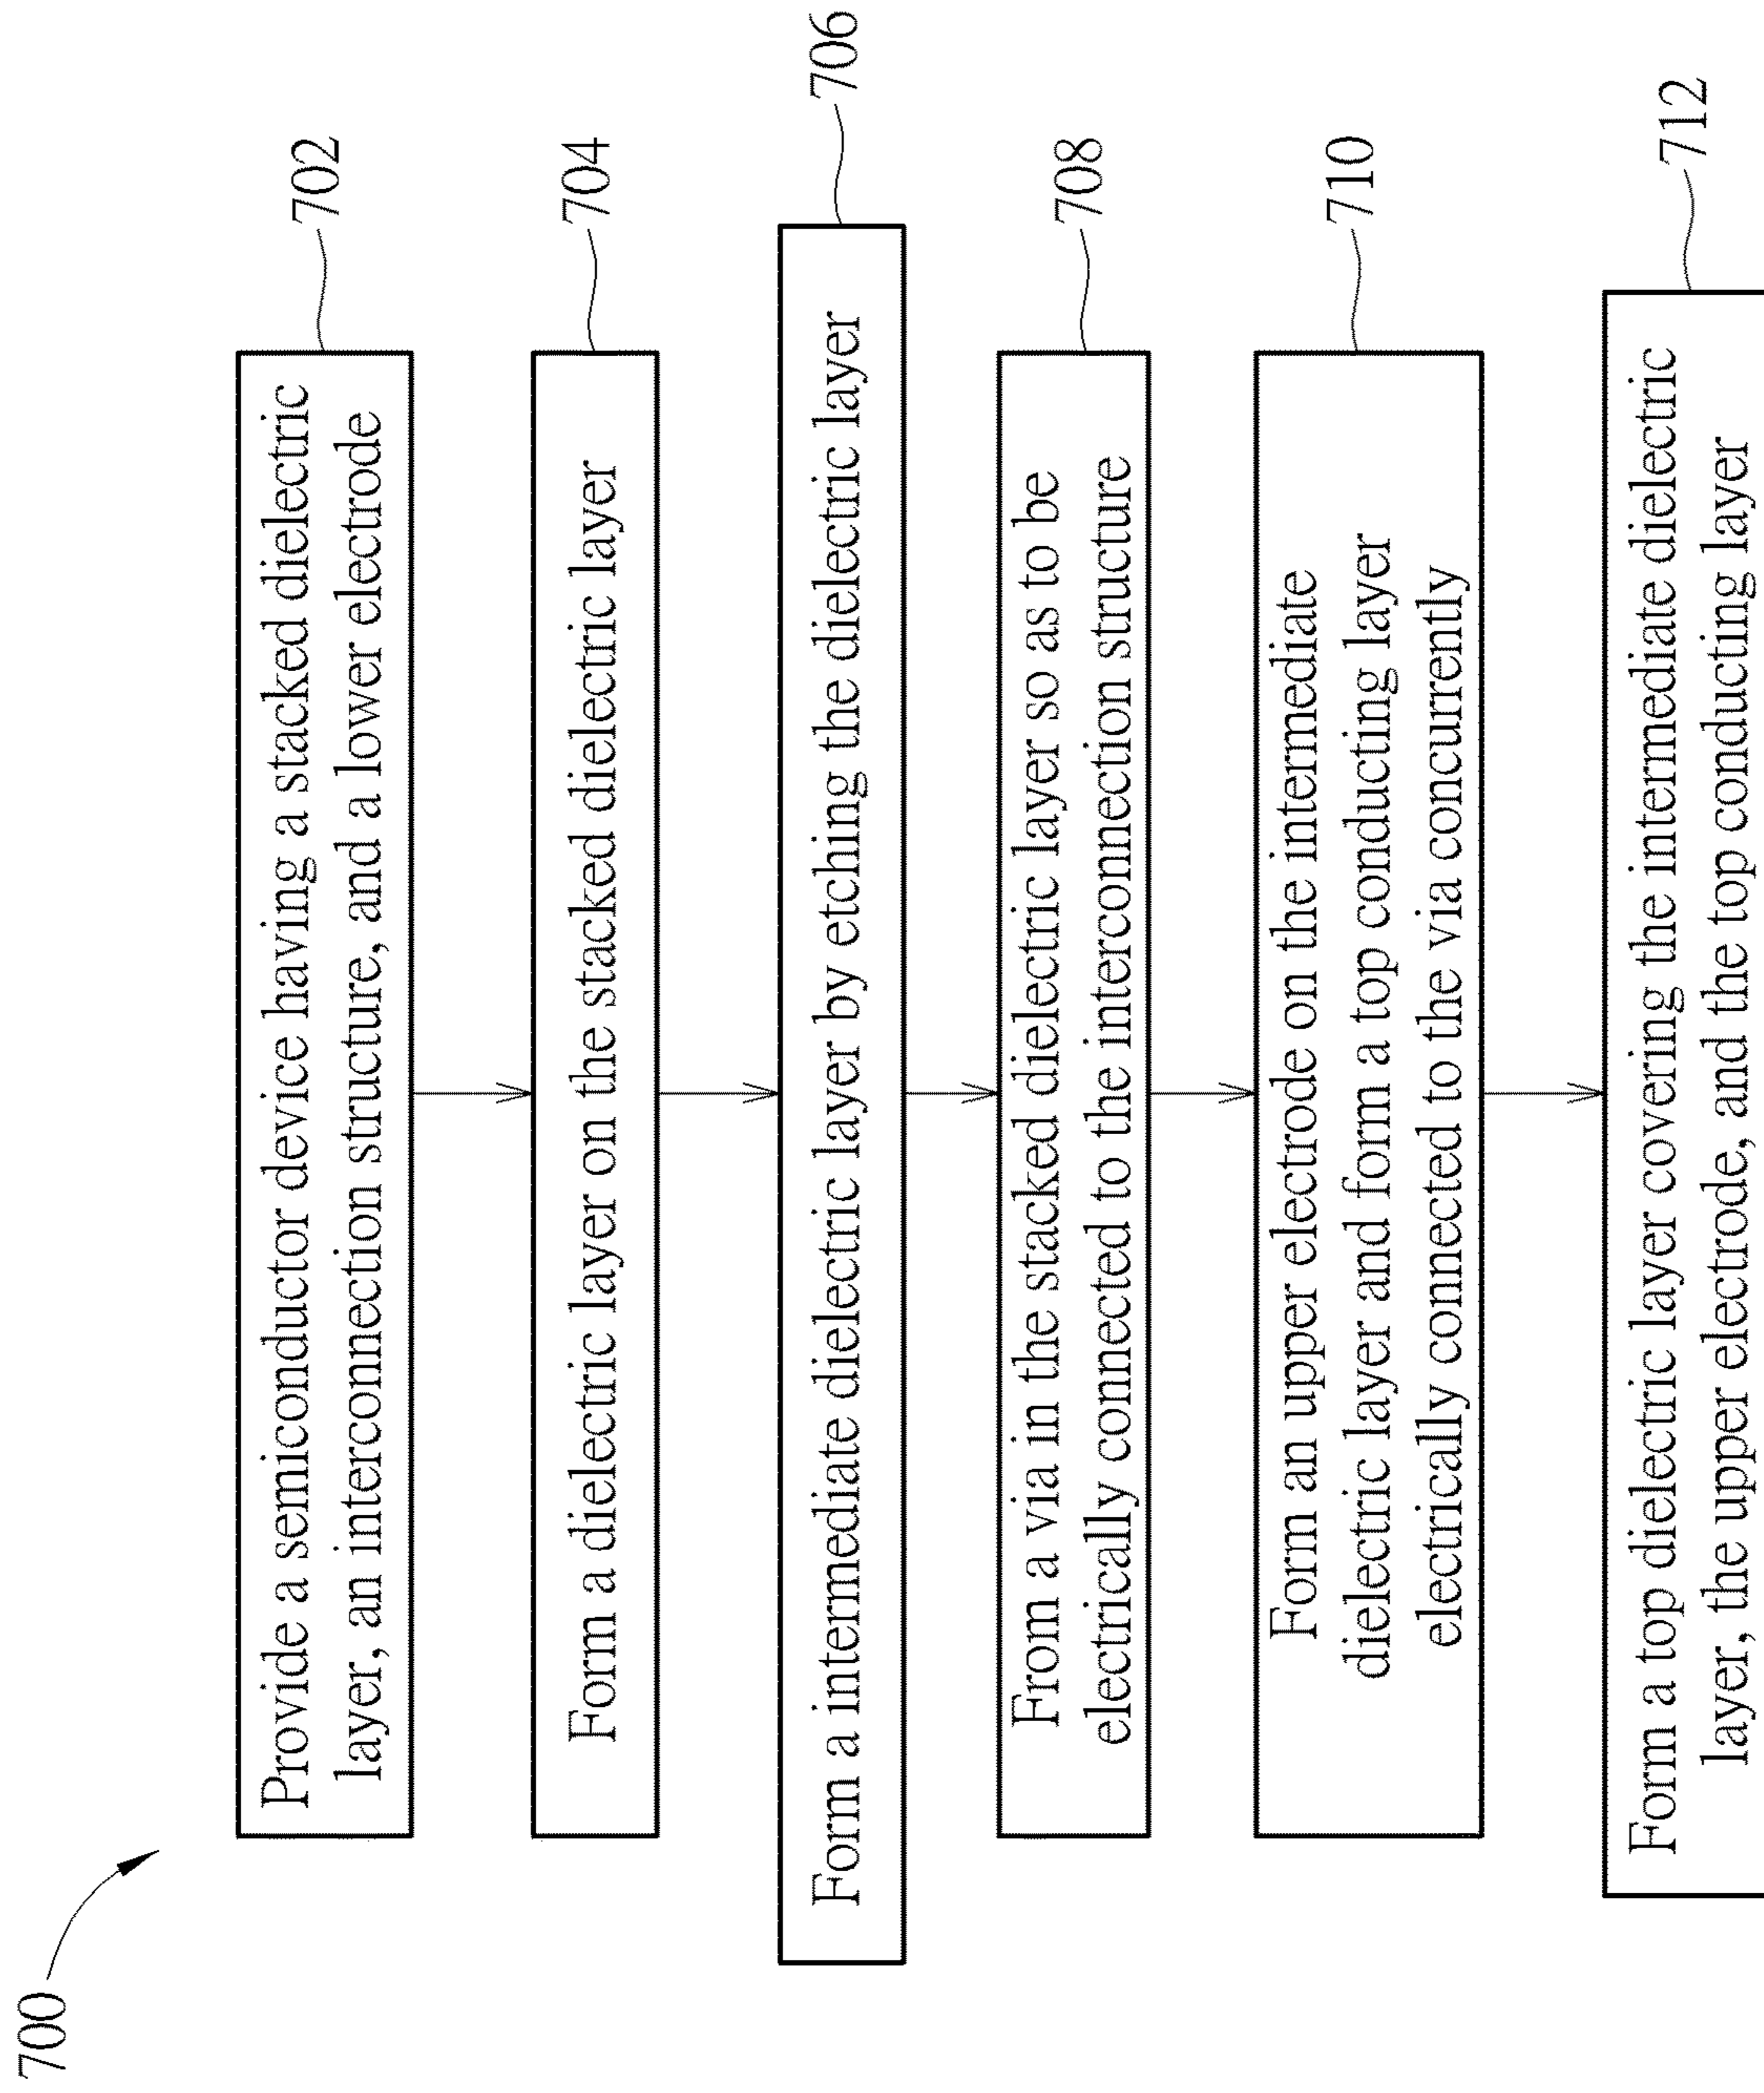 700
Provide a semiconductor device having a stacked dielectric
layer, an interconnection structure, and a lower electrode
702
Form a dielectric layer on the stacked dielectric layer
704
Form a intermediate dielectric layer by etching the dielectric layer
706
From a via in the stacked dielectric layer so as to be
electrically connected to the interconnection structure
708
Form an upper electrode on the intermediate
dielectric layer and form a top conducting layer
electrically connected to the via concurrently
710
Form a top dielectric layer covering the intermediate dielectric
layer, the upper electrode, and the top conducting layer
712